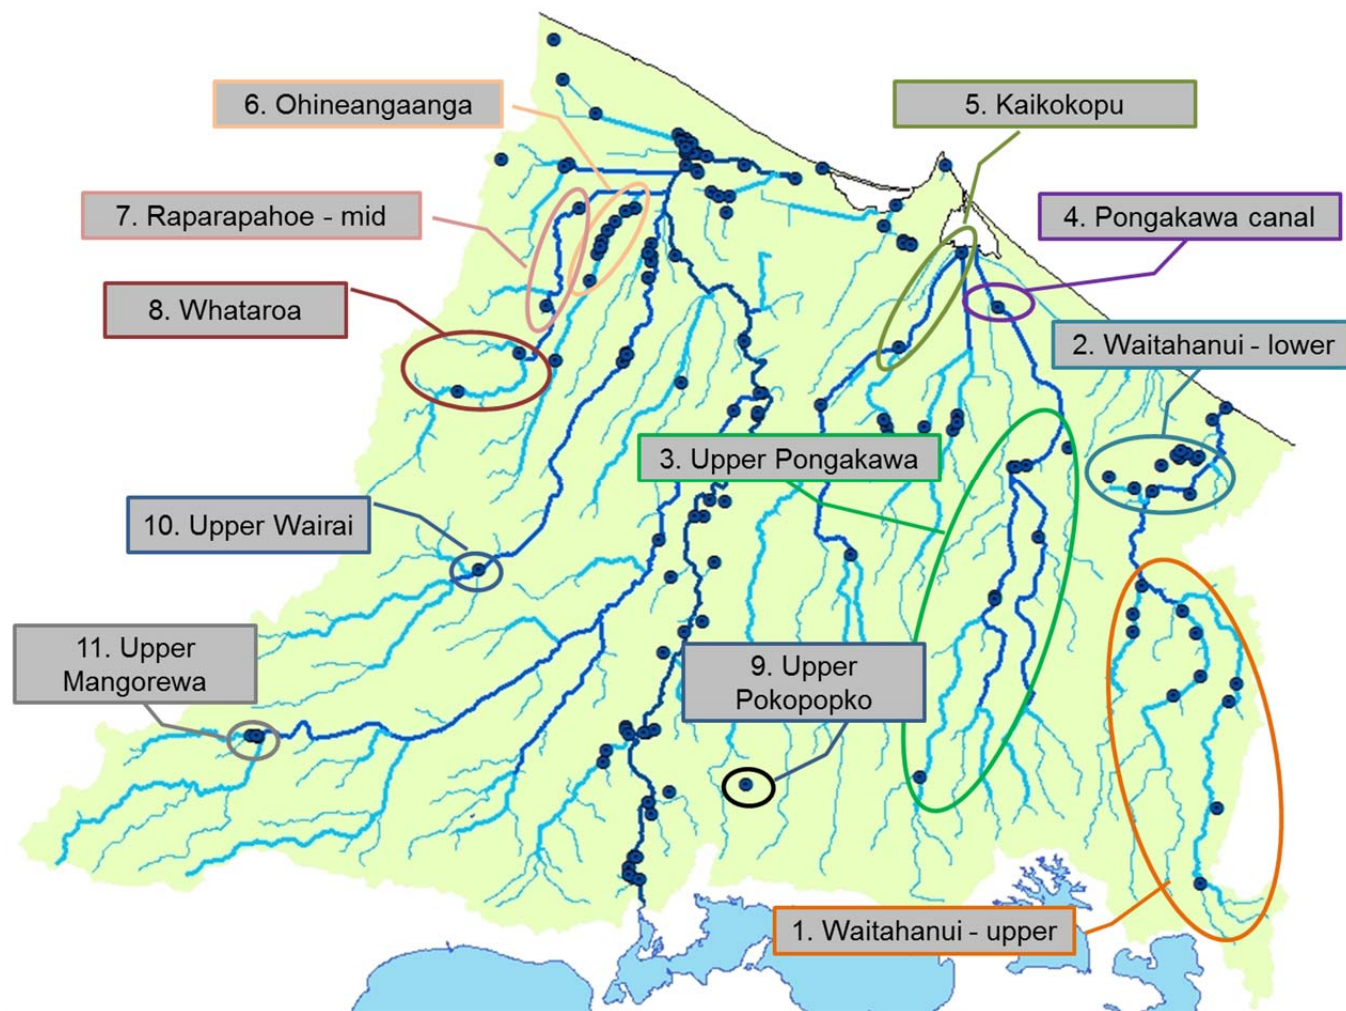 6. Ohineangaanga
5. Kaikokopu
7. Raparapahoe - mid
4. Pongakawa canal
8. Whataroa
2. Waitahanui - lower
3. Upper Pongakawa
10. Upper Wairai
11. Upper
Mangorewa
9. Upper
Pokopopko
1. Waitahanui - upper